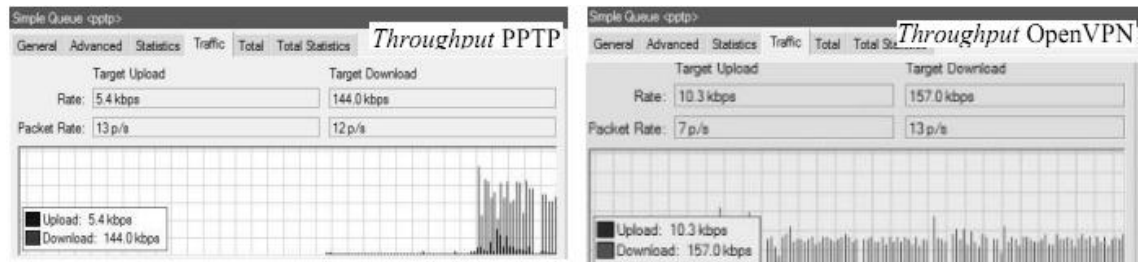 Simple Queue <pptp>
General Advanced Statistics Traffic Total Total Statistics
Throughput PPTP
Target Upload Target Download
Rate: 5.4 kbps 144.0 kbps
Packet Rate: 13 p/s 12 p/s
Upload: 5.4 kbps
Download: 144.0 kbps
Simple Queue <pptp>
General Advanced Statistics Traffic Total Total
Throughput OpenVPN
Target Upload Target Download
Rate: 10.3 kbps 157.0 kbps
Packet Rate: 7 p/s 13 p/s
Upload: 10.3 kbps
Download: 157.0 kbps